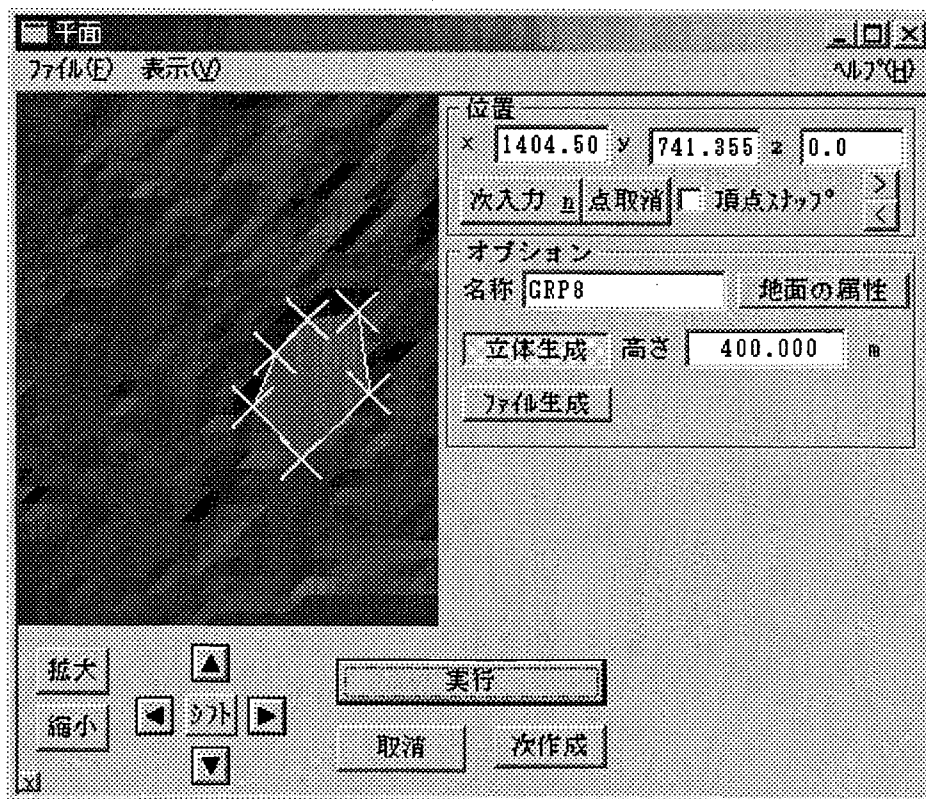 平面
ファイル(F) 表示(V) ヘルプ(H)
位置
x 1404.50 y 741.355 z 0.0
次入力 n 点取消 頂点スナップ > <
オプション
名称 GRP8 地面の属性
立体生成 高さ 400.000 m
ファイル生成
拡大
縮小
シフト
実行
取消 次作成
x